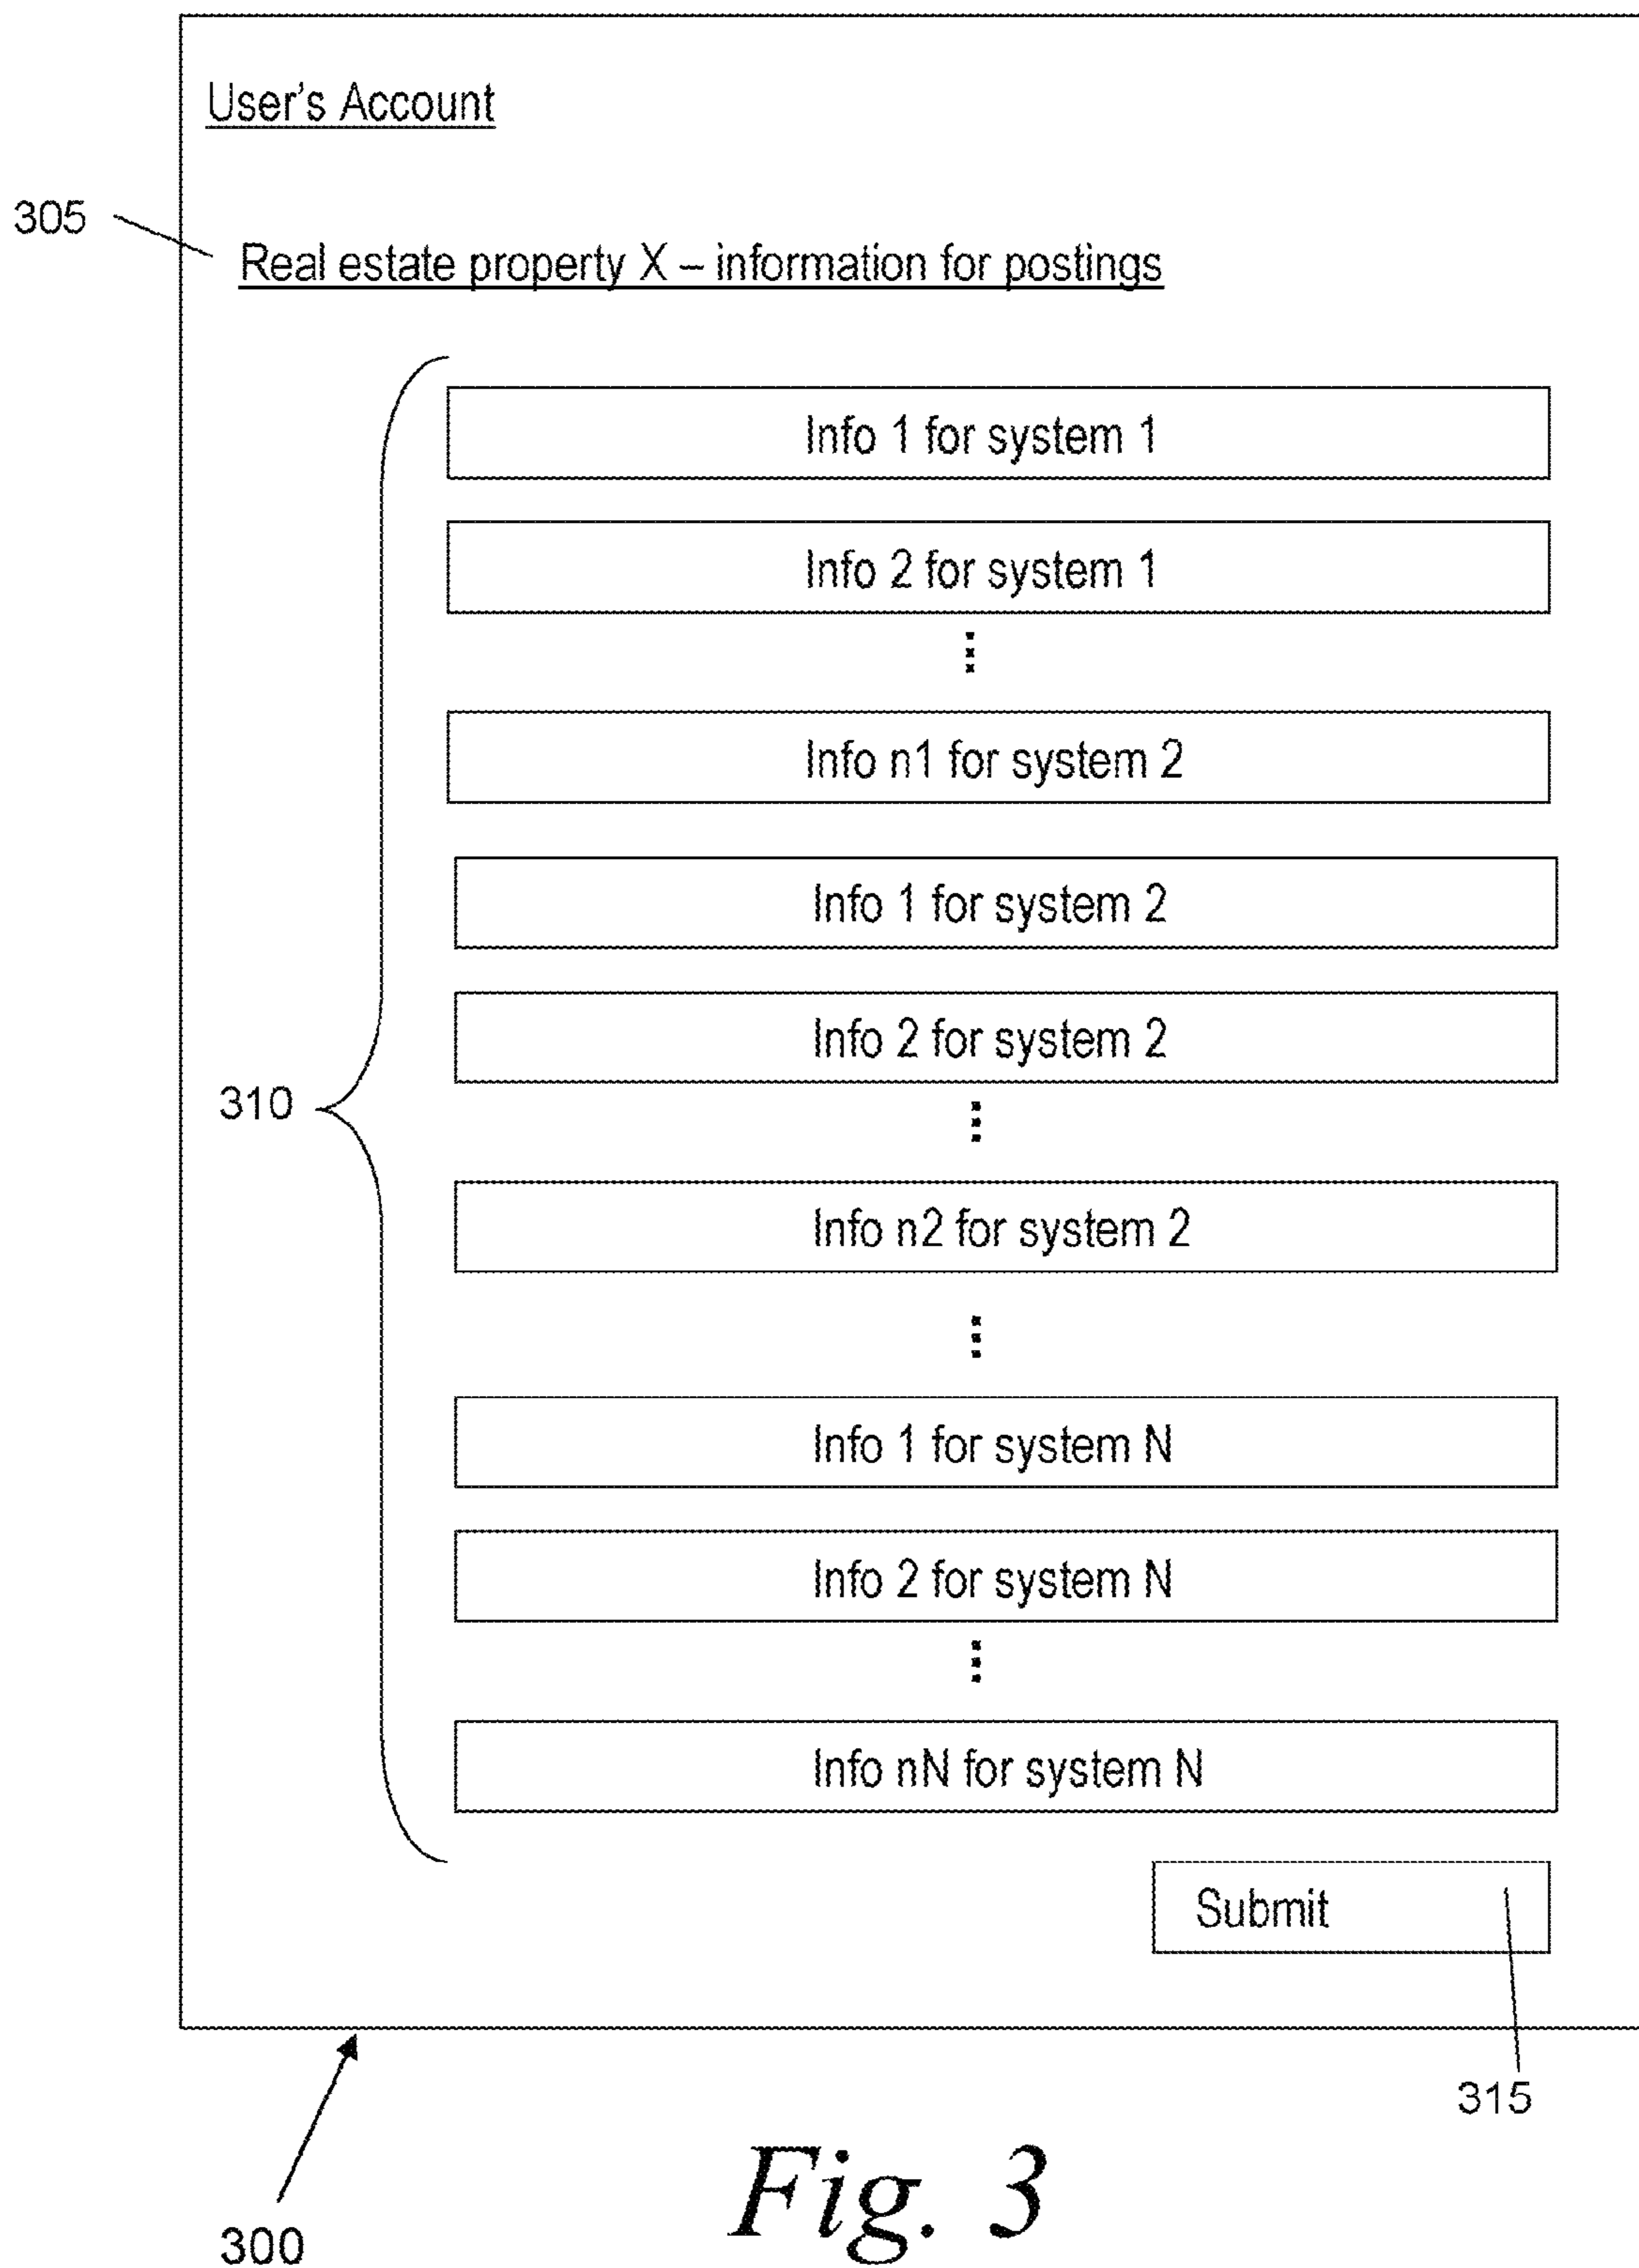 User's Account
305
Real estate property X – information for postings
Info 1 for system 1
Info 2 for system 1
Info n1 for system 2
Info 1 for system 2
Info 2 for system 2
310
Info n2 for system 2
Info 1 for system N
Info 2 for system N
Info nN for system N
Submit
315
300
Fig. 3